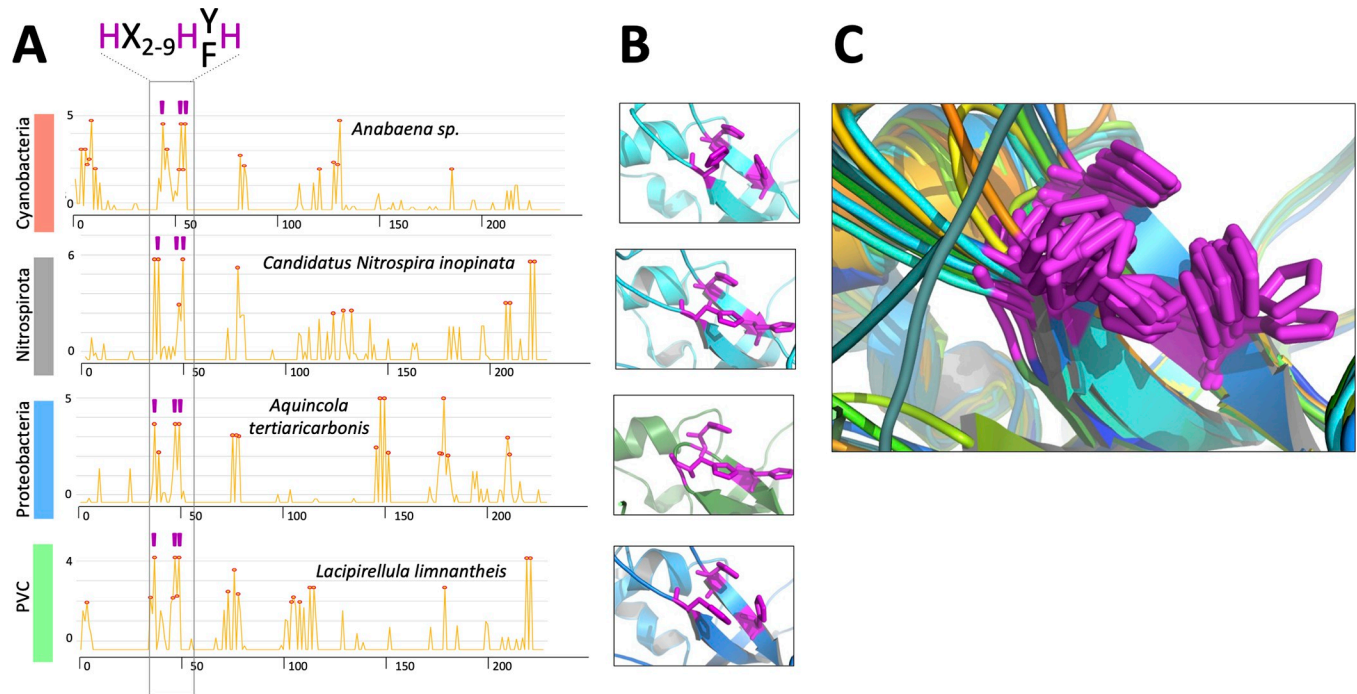 A
B
C
HX2-9HYH
F
Cyanobacteria
5
0
Anabaena sp.
0 50 100 150 200
Nitrospirota
6
0
Candidatus Nitrospira inopinata
0 50 100 150 200
Proteobacteria
5
0
Aquincola
tertiaricarbonis
0 50 100 150 200
PVC
4
0
Lacipirellula limnantheis
0 50 100 150 200